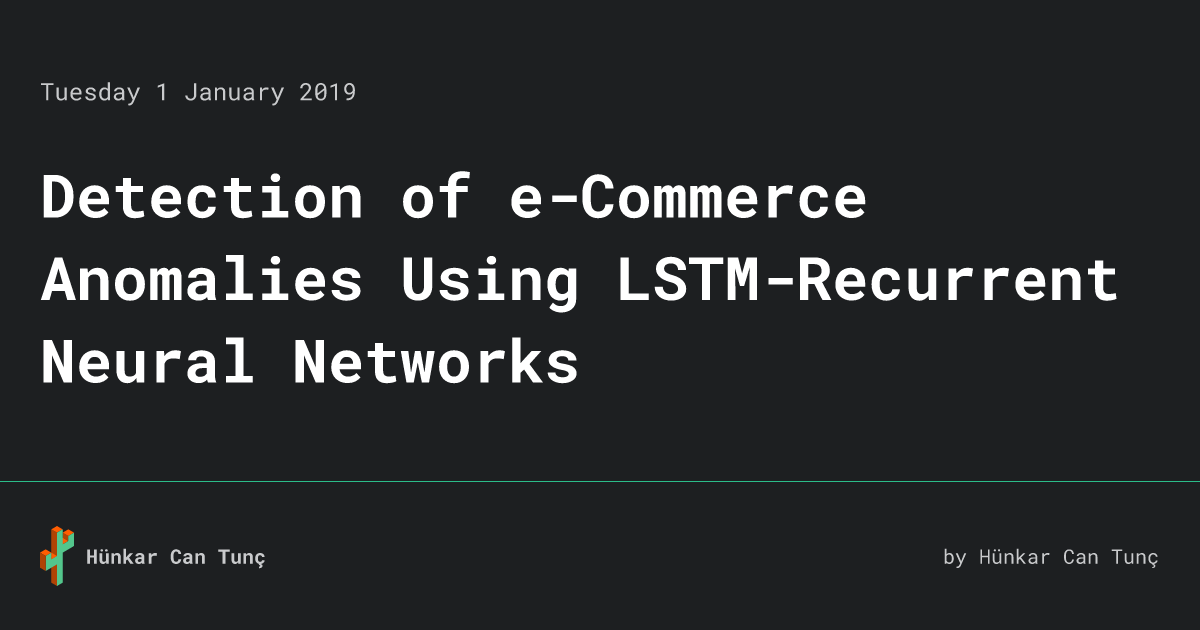 Tuesday 1 January 2019
Detection of e-Commerce
Anomalies Using LSTM-Recurrent
Neural Networks
Hünkar Can Tunç
by Hünkar Can Tunç